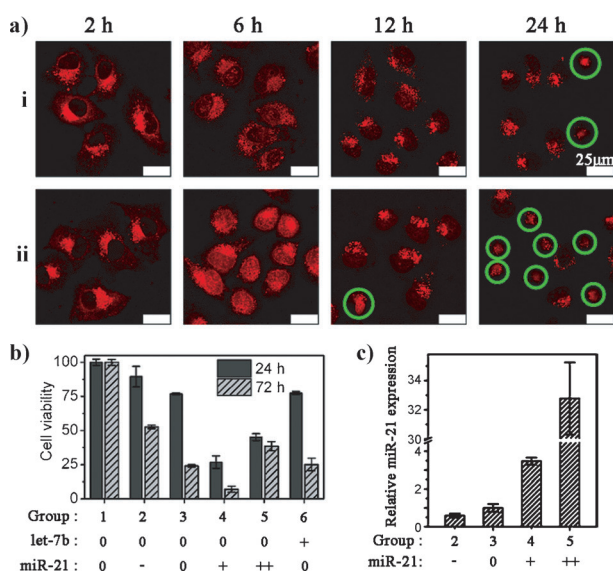 a) 2 h 6 h 12 h 24 h
i
25μm
ii
b)
Cell viability
100
75
50
25
0
24 h
72 h
Group : 1 2 3 4 5 6
let-7b : 0 0 0 0 0 +
miR-21 : 0 - 0 + ++ 0
c)
Relative miR-21 expression
36
34
32
30
4
2
0
Group : 2 3 4 5
miR-21: - 0 + ++